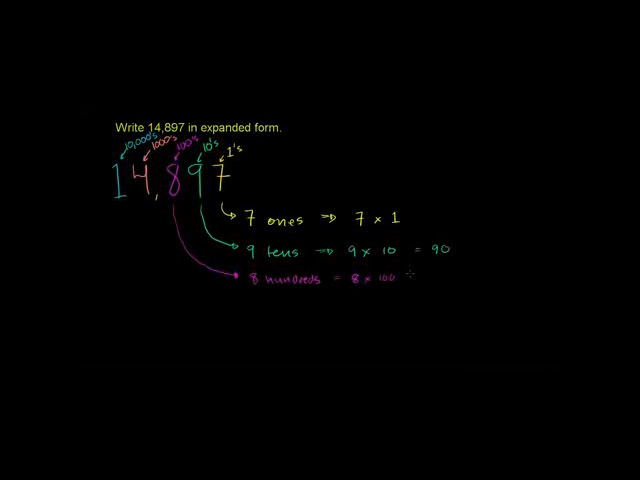 Write 14,897 in expanded form.
10,000's 1000's 100's 10's 1's
14,897
7 ones ⇒ 7 × 1
9 tens ⇒ 9 × 10 = 90
8 hundreds = 8 × 100